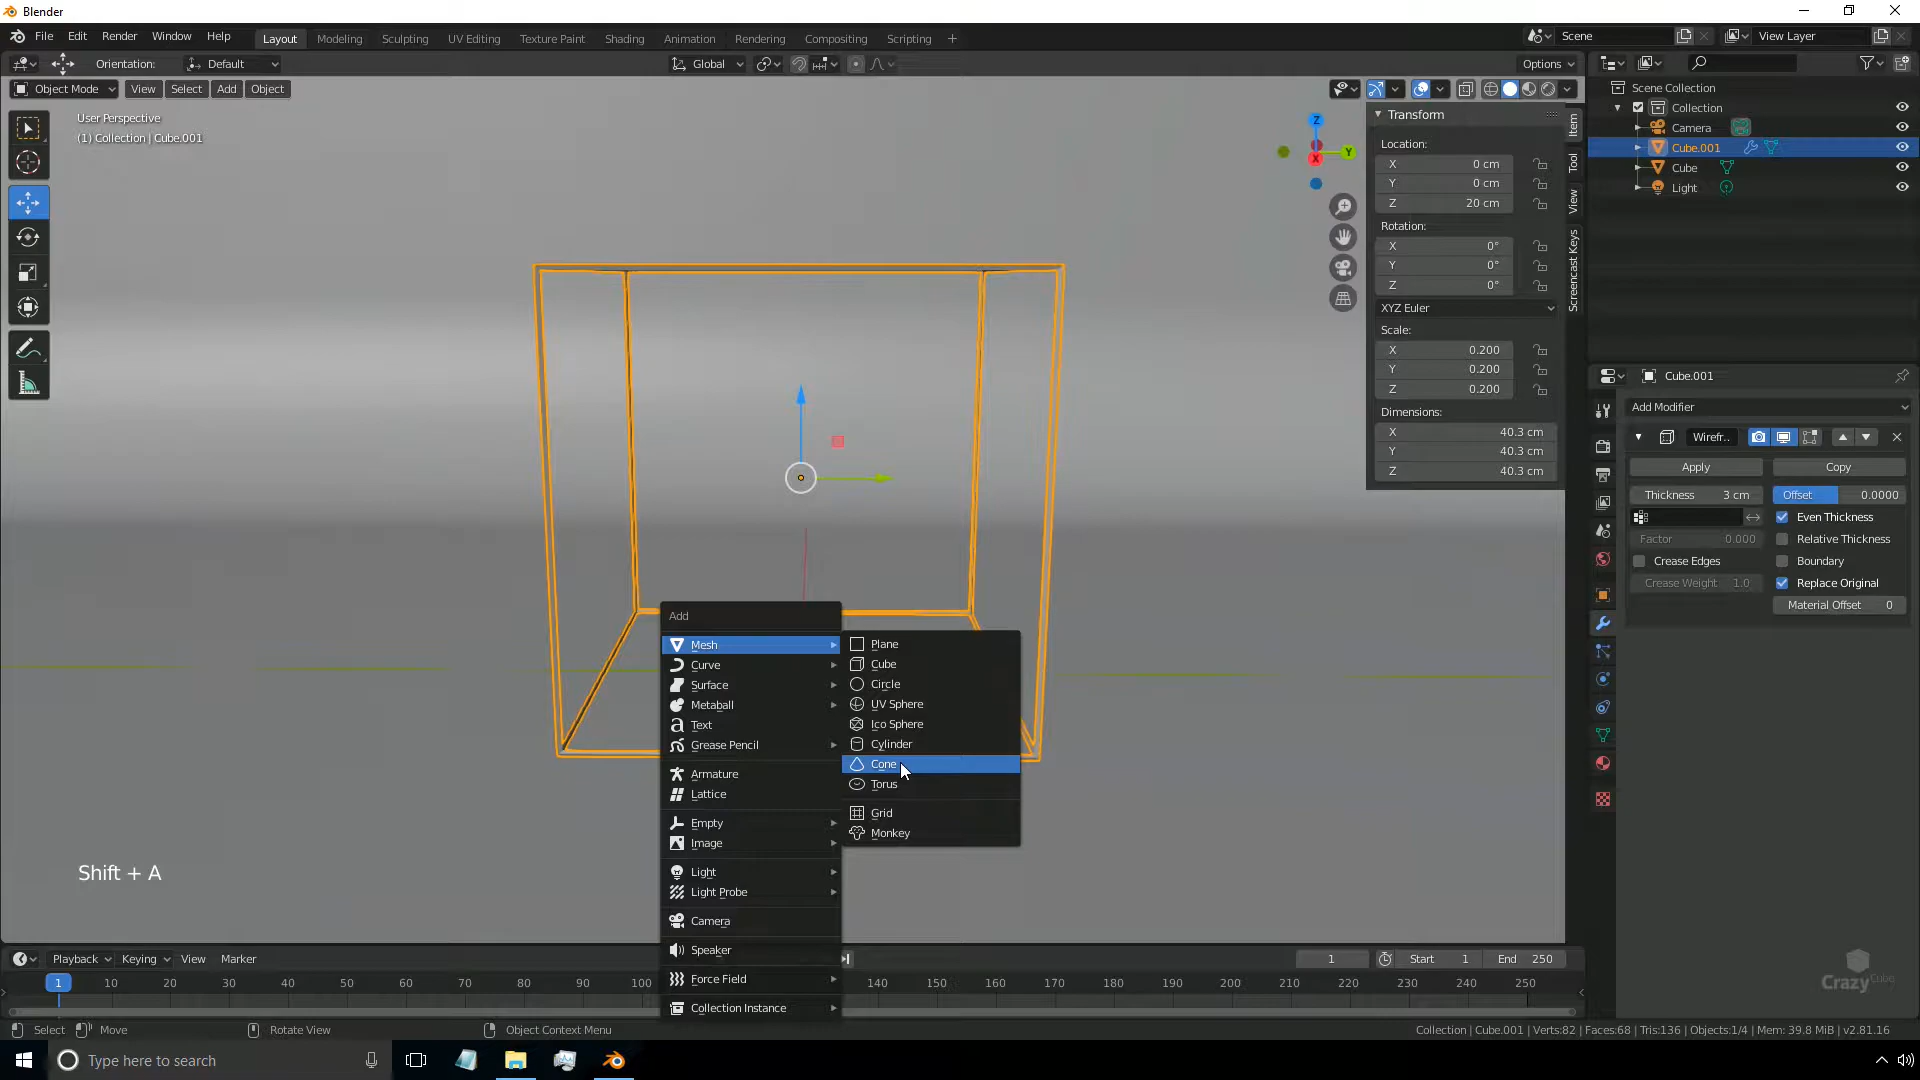 Blender
File Edit Render Window Help
Layout Modeling Sculpting UV Editing Texture Paint Shading Animation Rendering Compositing Scripting +
Scene
View Layer
Orientation: Default
Global
Options
Object Mode View Select Add Object
User Perspective
(1) Collection | Cube.001
Z
Y
X
Transform
Location:
X 0 cm
Y 0 cm
Z 20 cm
Rotation:
X 0°
Y 0°
Z 0°
XYZ Euler
Scale:
X 0.200
Y 0.200
Z 0.200
Dimensions:
X 40.3 cm
Y 40.3 cm
Z 40.3 cm
Item
Tool
View
Screencast Keys
Scene Collection
Collection
Camera
Cube.001
Cube
Light
Cube.001
Add Modifier
Wirefr..
Apply Copy
Thickness 3 cm Offset 0.0000
Even Thickness
Factor 0.000 Relative Thickness
Crease Edges Boundary
Crease Weight 1.0 Replace Original
Material Offset 0
Add
Mesh
Curve
Surface
Metaball
Text
Grease Pencil
Armature
Lattice
Empty
Image
Light
Light Probe
Camera
Speaker
Force Field
Collection Instance
Plane
Cube
Circle
UV Sphere
Ico Sphere
Cylinder
Cone
Torus
Grid
Monkey
Shift + A
Crazy Cube
Playback Keying View Marker
1 Start 1 End 250
1 10 20 30 40 50 60 70 80 90 100 140 150 160 170 180 190 200 210 220 230 240 250
Select Move Rotate View Object Context Menu
Collection | Cube.001 | Verts:82 | Faces:68 | Tris:136 | Objects:1/4 | Mem: 39.8 MiB | v2.81.16
Type here to search